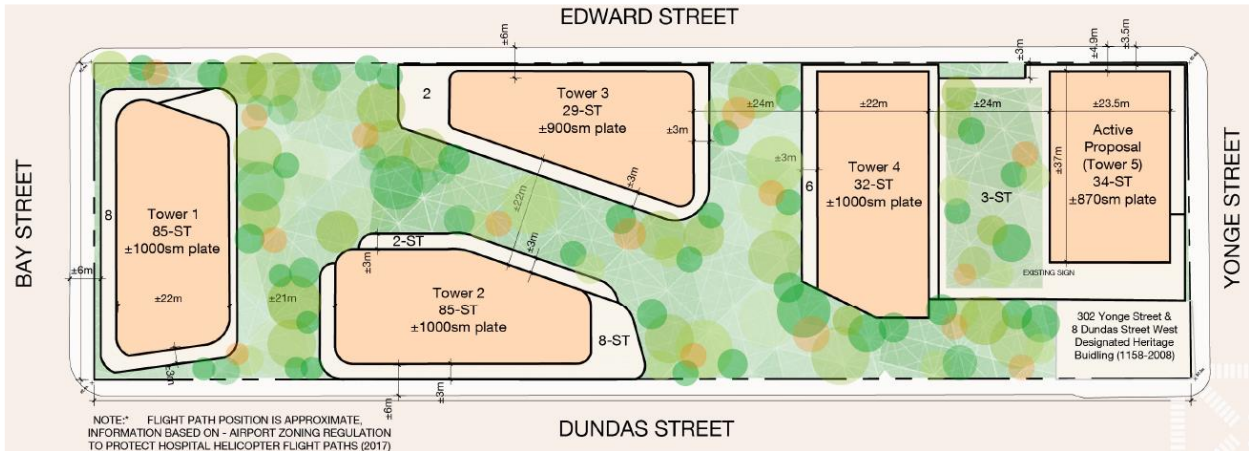 EDWARD STREET
±6m
±4.9m
±3.5m
±3m
2
Tower 3
29-ST
±900sm plate
±24m
±22m
±24m
±23.5m
±3m
±3m
±22m
±3m
±3m
±37m
BAY STREET
8
Tower 1
85-ST
±1000sm plate
±6m
±22m
±3m
±21m
2-ST
±3m
Tower 2
85-ST
±1000sm plate
8-ST
±6m
±3m
6
Tower 4
32-ST
±1000sm plate
3-ST
Active
Proposal
(Tower 5)
34-ST
±870sm plate
EXISTING SIGN
YONGE STREET
302 Yonge Street &
8 Dundas Street West
Designated Heritage
Buidling (1158-2008)
NOTE:* FLIGHT PATH POSITION IS APPROXIMATE,
INFORMATION BASED ON - AIRPORT ZONING REGULATION
TO PROTECT HOSPITAL HELICOPTER FLIGHT PATHS (2017)
DUNDAS STREET